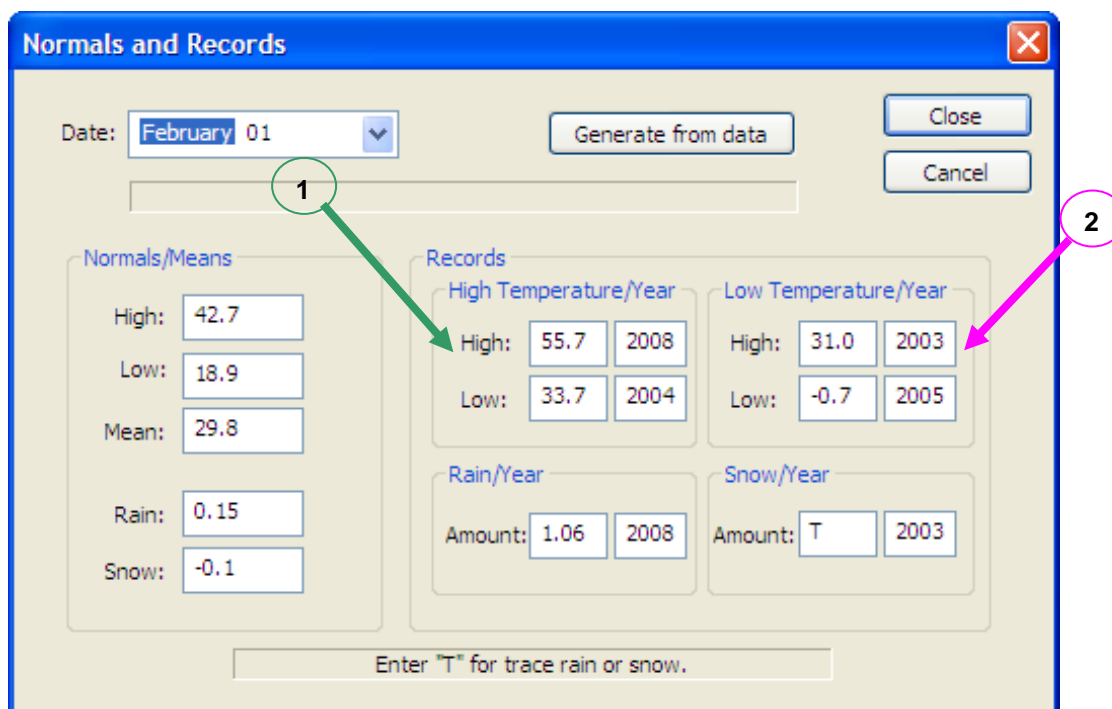 Normals and Records
Date: February 01
Generate from data
Close
Cancel
1
2
Normals/Means
High: 42.7
Low: 18.9
Mean: 29.8
Rain: 0.15
Snow: -0.1
Records
High Temperature/Year
High: 55.7 2008
Low: 33.7 2004
Low Temperature/Year
High: 31.0 2003
Low: -0.7 2005
Rain/Year
Amount: 1.06 2008
Snow/Year
Amount: T 2003
Enter "T" for trace rain or snow.